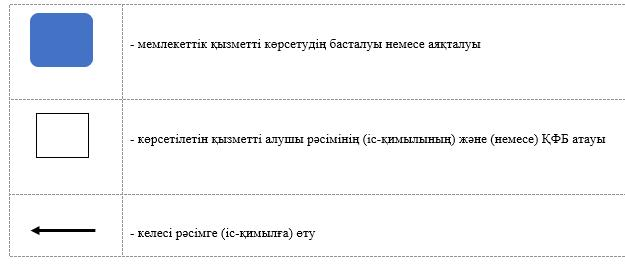 - мемлекеттік қызметті көрсетудің басталуы немесе аяқталуы
- көрсетілетін қызметті алушы рәсімінің (іс-қимылының) және (немесе) ҚФБ атауы
- келесі рәсімге (іс-қимылға) өту